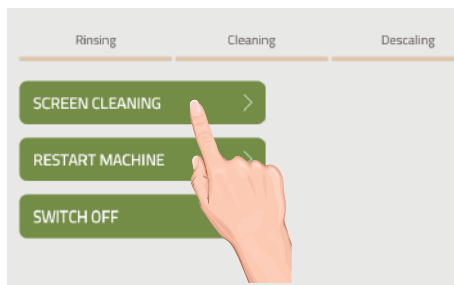 Rinsing Cleaning Descaling
SCREEN CLEANING
RESTART MACHINE
SWITCH OFF